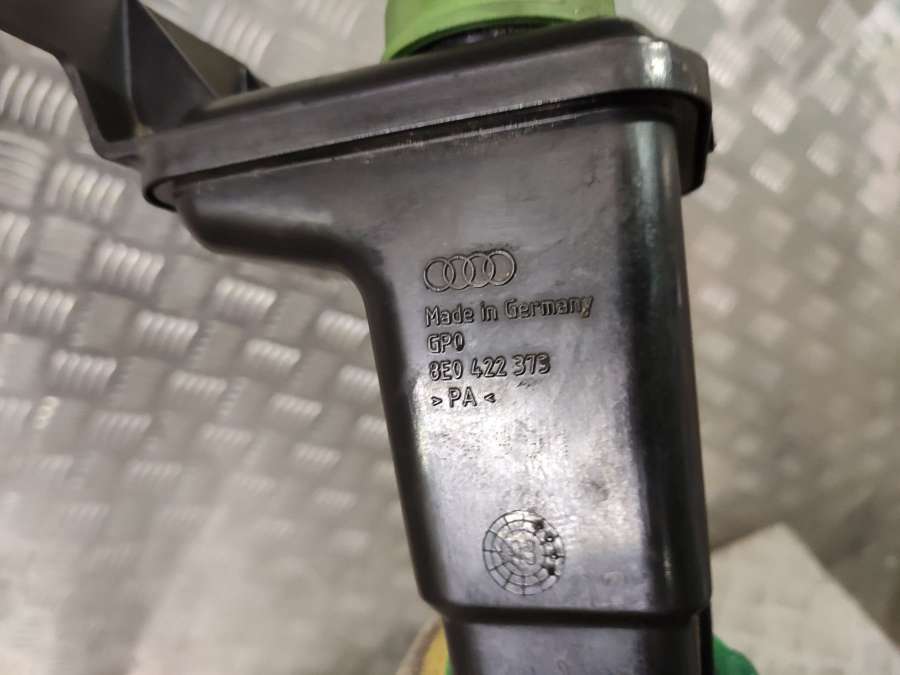 Made in Germany
GPO
8E0 422 373
> PA <